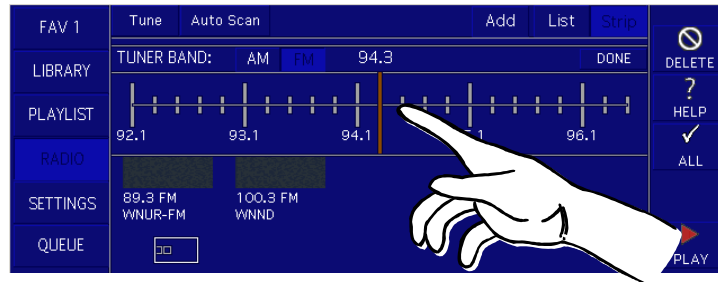 FAV 1
LIBRARY
PLAYLIST
RADIO
SETTINGS
QUEUE
Tune Auto Scan Add List Strip
TUNER BAND: AM FM 94.3 DONE
92.1 93.1 94.1 1 96.1
89.3 FM 100.3 FM
WNUR-FM WNND
DELETE
?
HELP
ALL
PLAY